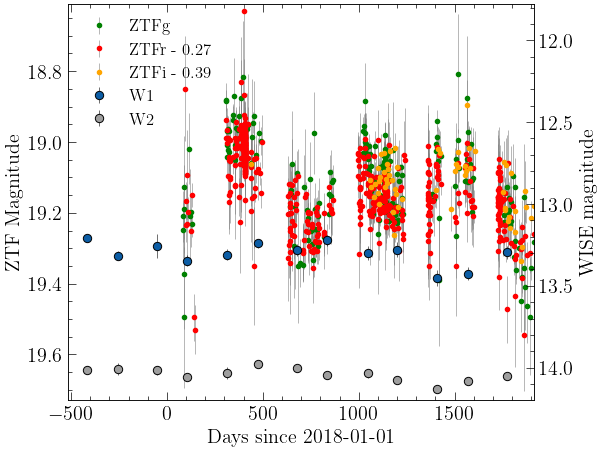 ZTFg
ZTFr - 0.27
ZTFi - 0.39
W1
W2
ZTF Magnitude
18.8
19.0
19.2
19.4
19.6
WISE magnitude
12.0
12.5
13.0
13.5
14.0
−500 0 500 1000 1500
Days since 2018-01-01